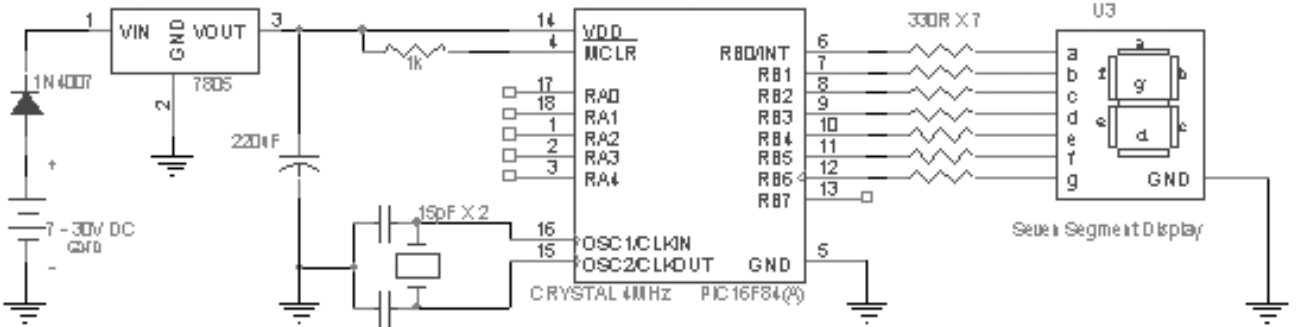 1
VIN
GND
VOUT
3
7805
2
1N4007
+
7 - 30V DC
-
220uF
1k
15pF X 2
CRYSTAL 4MHz
14
VDD
4
MCLR
17
RA0
18
RA1
1
RA2
2
RA3
3
RA4
16
OSC1/CLKIN
15
OSC2/CLKOUT
RB0/INT
6
RB1
7
RB2
8
RB3
9
RB4
10
RB5
11
RB6
12
RB7
13
GND
5
PIC16F84(A)
330R X 7
U3
a
b
c
d
e
f
g
a
f
b
g
e
c
d
GND
Seven Segment Display